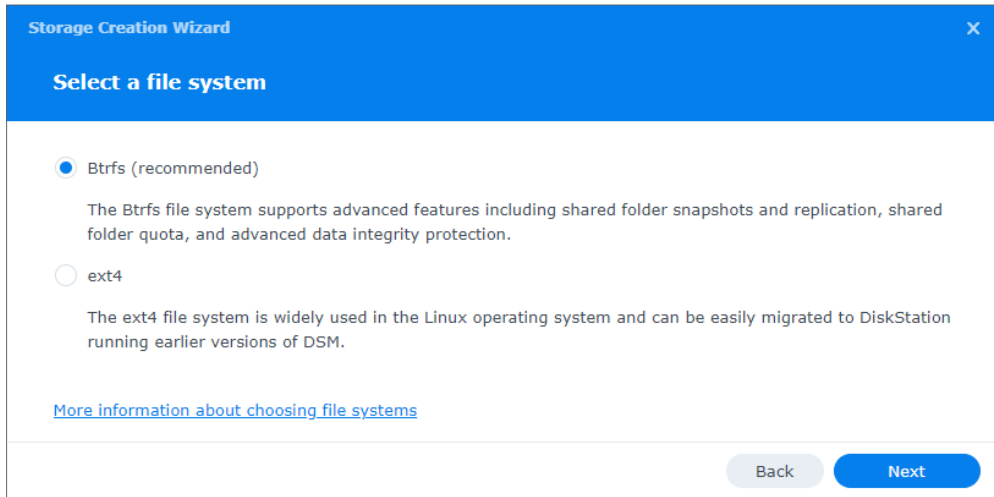 Storage Creation Wizard
Select a file system
Btrfs (recommended)
The Btrfs file system supports advanced features including shared folder snapshots and replication, shared
folder quota, and advanced data integrity protection.
ext4
The ext4 file system is widely used in the Linux operating system and can be easily migrated to DiskStation
running earlier versions of DSM.
More information about choosing file systems
Back Next